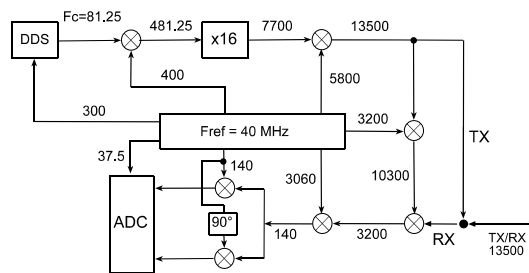 Fc=81.25
481.25
7700
13500
DDS
x16
400
5800
300
3200
Fref = 40 MHz
TX
37.5
140
3060
10300
ADC
90°
140
3200
RX
TX/RX
13500